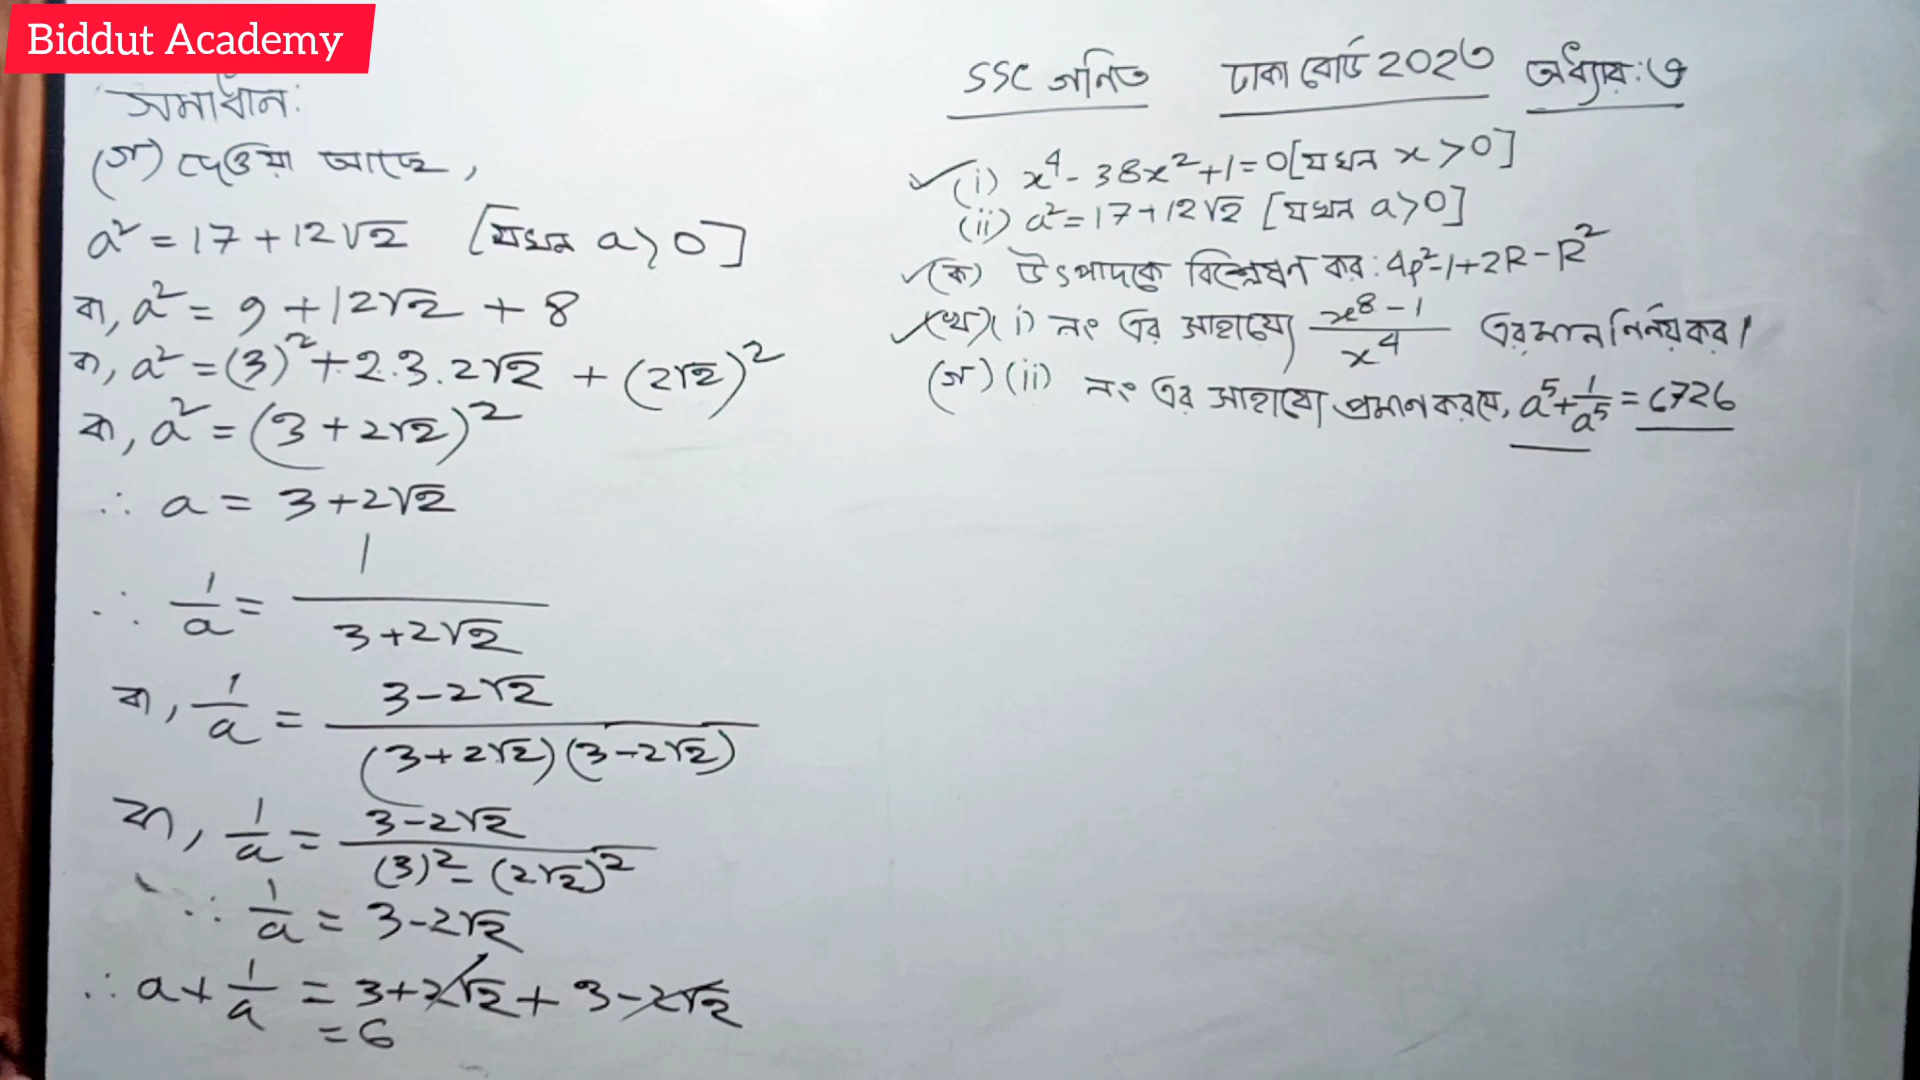 Biddut Academy
সমাধান:
(গ) দেওয়া আছে,
a² = 17 + 12√2 [যখন a>0]
বা, a² = 9 + 12√2 + 8
বা, a² = (3)² + 2.3.2√2 + (2√2)²
বা, a² = (3 + 2√2)²
∴ a = 3 + 2√2
∴ 1/a = 1/(3+2√2)
বা, 1/a = (3-2√2)/((3+2√2)(3-2√2))
বা, 1/a = (3-2√2)/((3)² - (2√2)²)
∴ 1/a = 3-2√2
∴ a + 1/a = 3+2√2 + 3-2√2
= 6
SSC গনিত ঢাকা বোর্ড 202৩ অধ্যায়:৩
(i) x⁴ - 38x² + 1 = 0 [যখন x > 0]
(ii) a² = 17 + 12√2 [যখন a>0]
(ক) উৎপাদকে বিশ্লেষন কর: 4p²-1+2R-R²
(খ) (i) নং এর সাহায্যে (x⁸-1)/x⁴ এর মান নির্নয় কর।
(গ) (ii) নং এর সাহায্যে প্রমান কর যে, a⁵ + 1/a⁵ = 6726